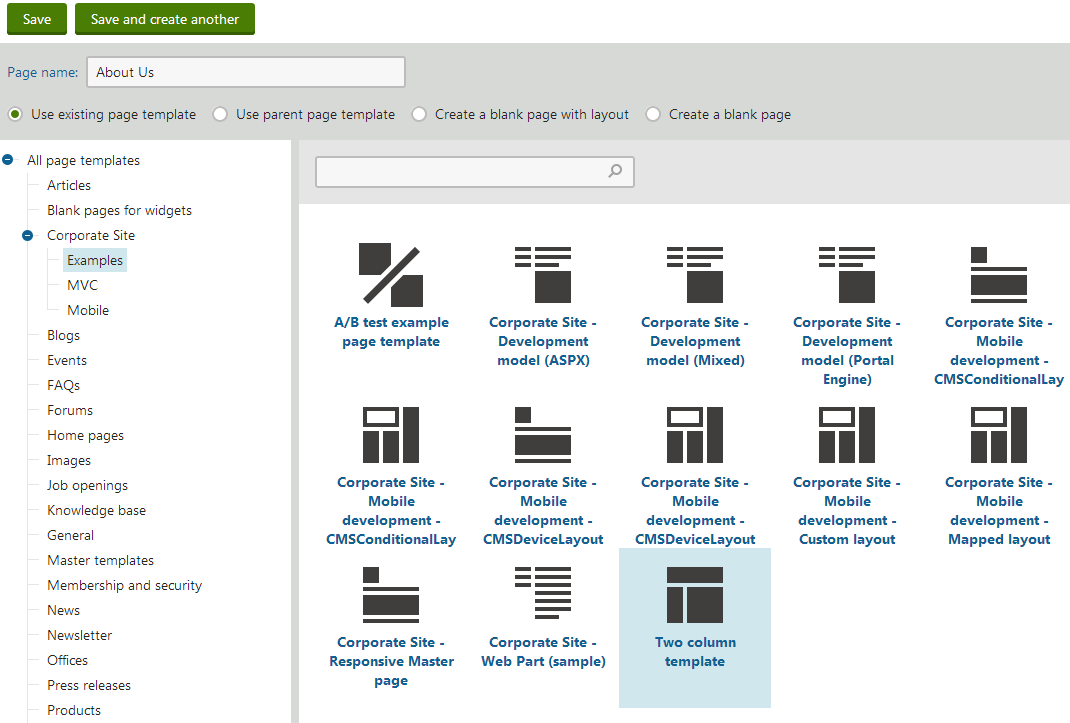 Save
Save and create another
Page name:
About Us
Use existing page template
Use parent page template
Create a blank page with layout
Create a blank page
All page templates
Articles
Blank pages for widgets
Corporate Site
Examples
MVC
Mobile
Blogs
Events
FAQs
Forums
Home pages
Images
Job openings
Knowledge base
General
Master templates
Membership and security
News
Newsletter
Offices
Press releases
Products
A/B test example
page template
Corporate Site -
Development
model (ASPX)
Corporate Site -
Development
model (Mixed)
Corporate Site -
Development
model (Portal
Engine)
Corporate Site -
Mobile
development -
CMSConditionalLay
Corporate Site -
Mobile
development -
CMSConditionalLay
Corporate Site -
Mobile
development -
CMSDeviceLayout
Corporate Site -
Mobile
development -
CMSDeviceLayout
Corporate Site -
Mobile
development -
Custom layout
Corporate Site -
Mobile
development -
Mapped layout
Corporate Site -
Responsive Master
page
Corporate Site -
Web Part (sample)
Two column
template